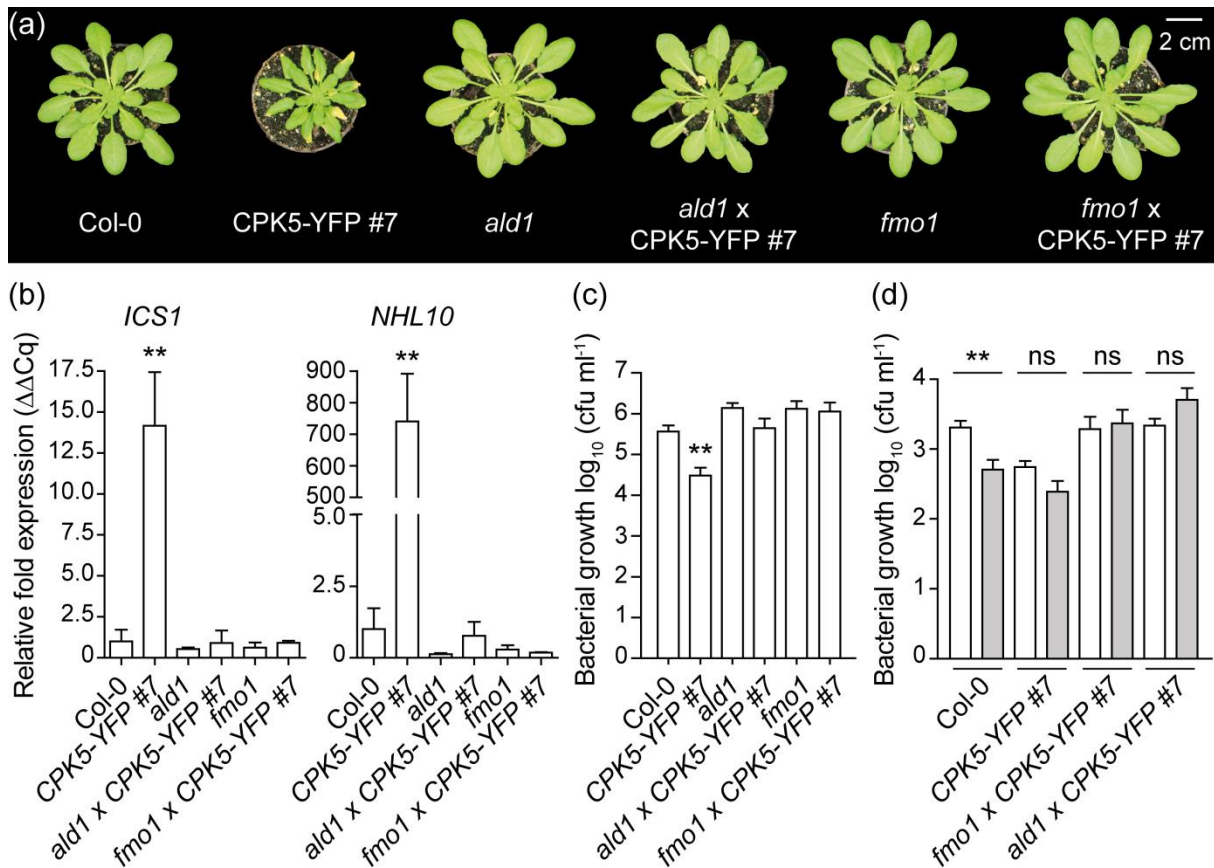 (a)
2 cm
Col-0
CPK5-YFP #7
ald1
ald1 x
CPK5-YFP #7
fmo1
fmo1 x
CPK5-YFP #7
(b)
ICS1
NHL10
Relative fold expression (ΔΔCq)
17.5
15.0
12.5
10.0
7.5
5.0
2.5
0
**
Col-0
CPK5-YFP #7
ald1
ald1 x CPK5-YFP #7
fmo1
fmo1 x CPK5-YFP #7
900
800
700
600
500
5.0
2.5
0
**
Col-0
CPK5-YFP #7
ald1
ald1 x CPK5-YFP #7
fmo1
fmo1 x CPK5-YFP #7
(c)
Bacterial growth log10 (cfu ml-1)
7
6
5
4
3
2
1
0
**
Col-0
CPK5-YFP #7
ald1
ald1 x CPK5-YFP #7
fmo1
fmo1 x CPK5-YFP #7
(d)
Bacterial growth log10 (cfu ml-1)
4
3
2
1
0
** ns ns ns
Col-0
CPK5-YFP #7
fmo1 x CPK5-YFP #7
ald1 x CPK5-YFP #7